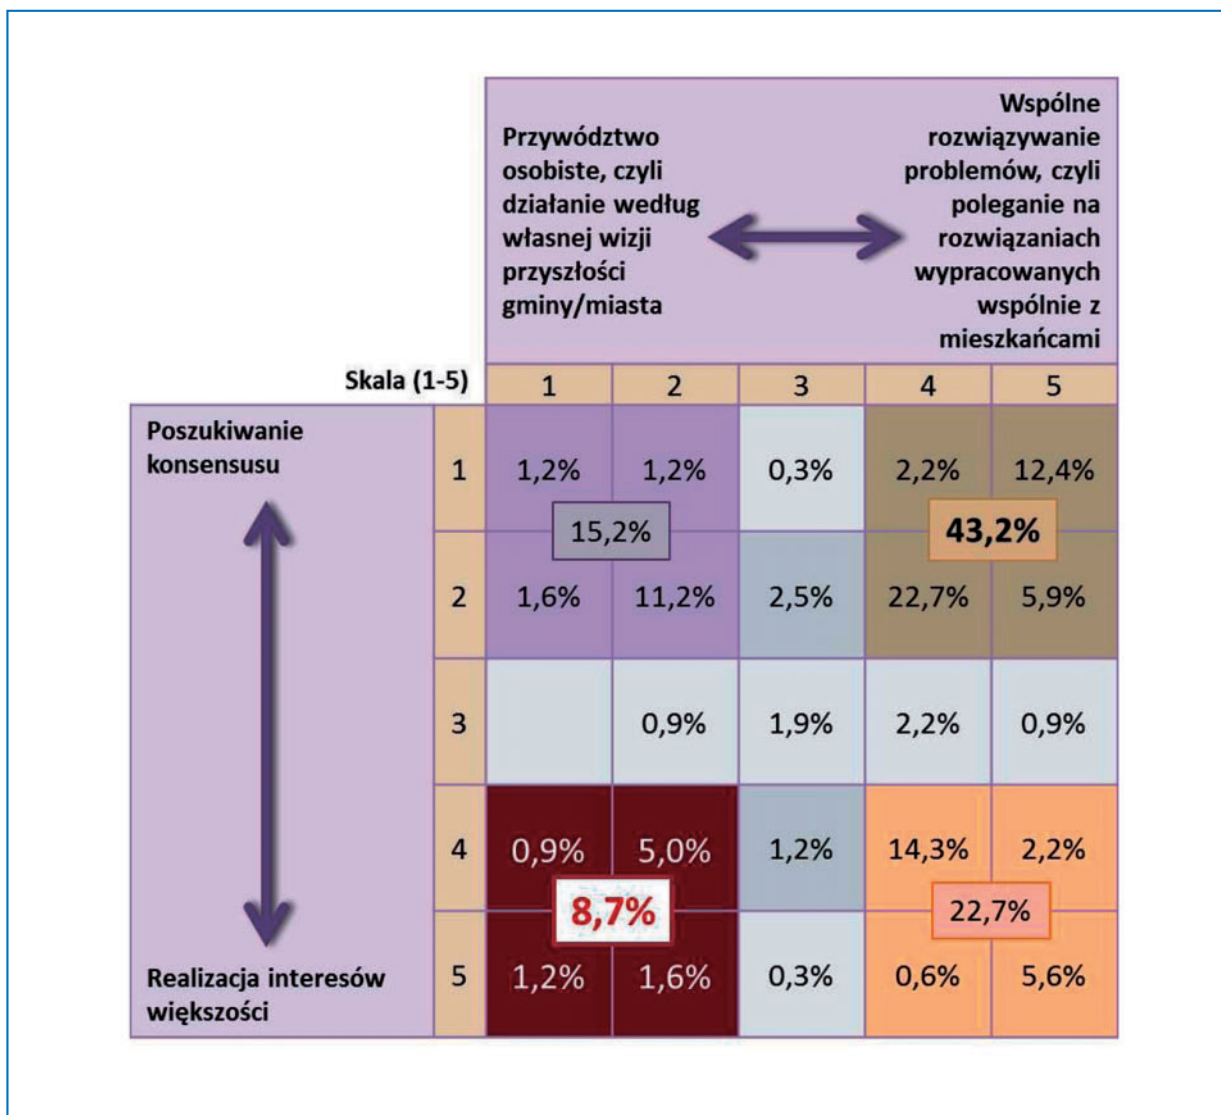 Przywództwo
osobiste, czyli
działanie według
własnej wizji
przyszłości
gminy/miasta
Wspólne
rozwiązywanie
problemów, czyli
poleganie na
rozwiązaniach
wypracowanych
wspólnie z
mieszkańcami
Skala (1-5)
1 2 3 4 5
Poszukiwanie
konsensusu
1 1,2% 1,2% 0,3% 2,2% 12,4%
15,2% 43,2%
2 1,6% 11,2% 2,5% 22,7% 5,9%
3 0,9% 1,9% 2,2% 0,9%
4 0,9% 5,0% 1,2% 14,3% 2,2%
8,7% 22,7%
5 1,2% 1,6% 0,3% 0,6% 5,6%
Realizacja interesów
większości